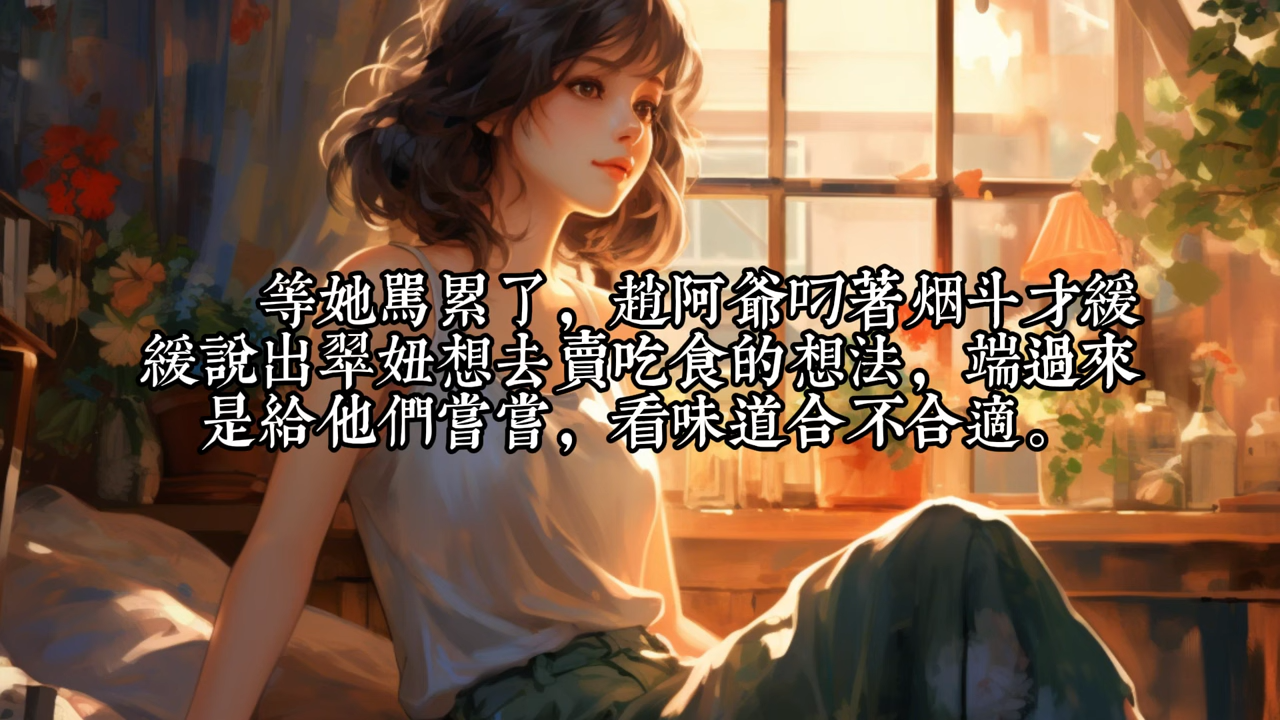 等她罵累了，趙阿爺叼著烟斗才緩
緩說出翠妞想去賣吃食的想法，端過來
是給他們嘗嘗，看味道合不合適。